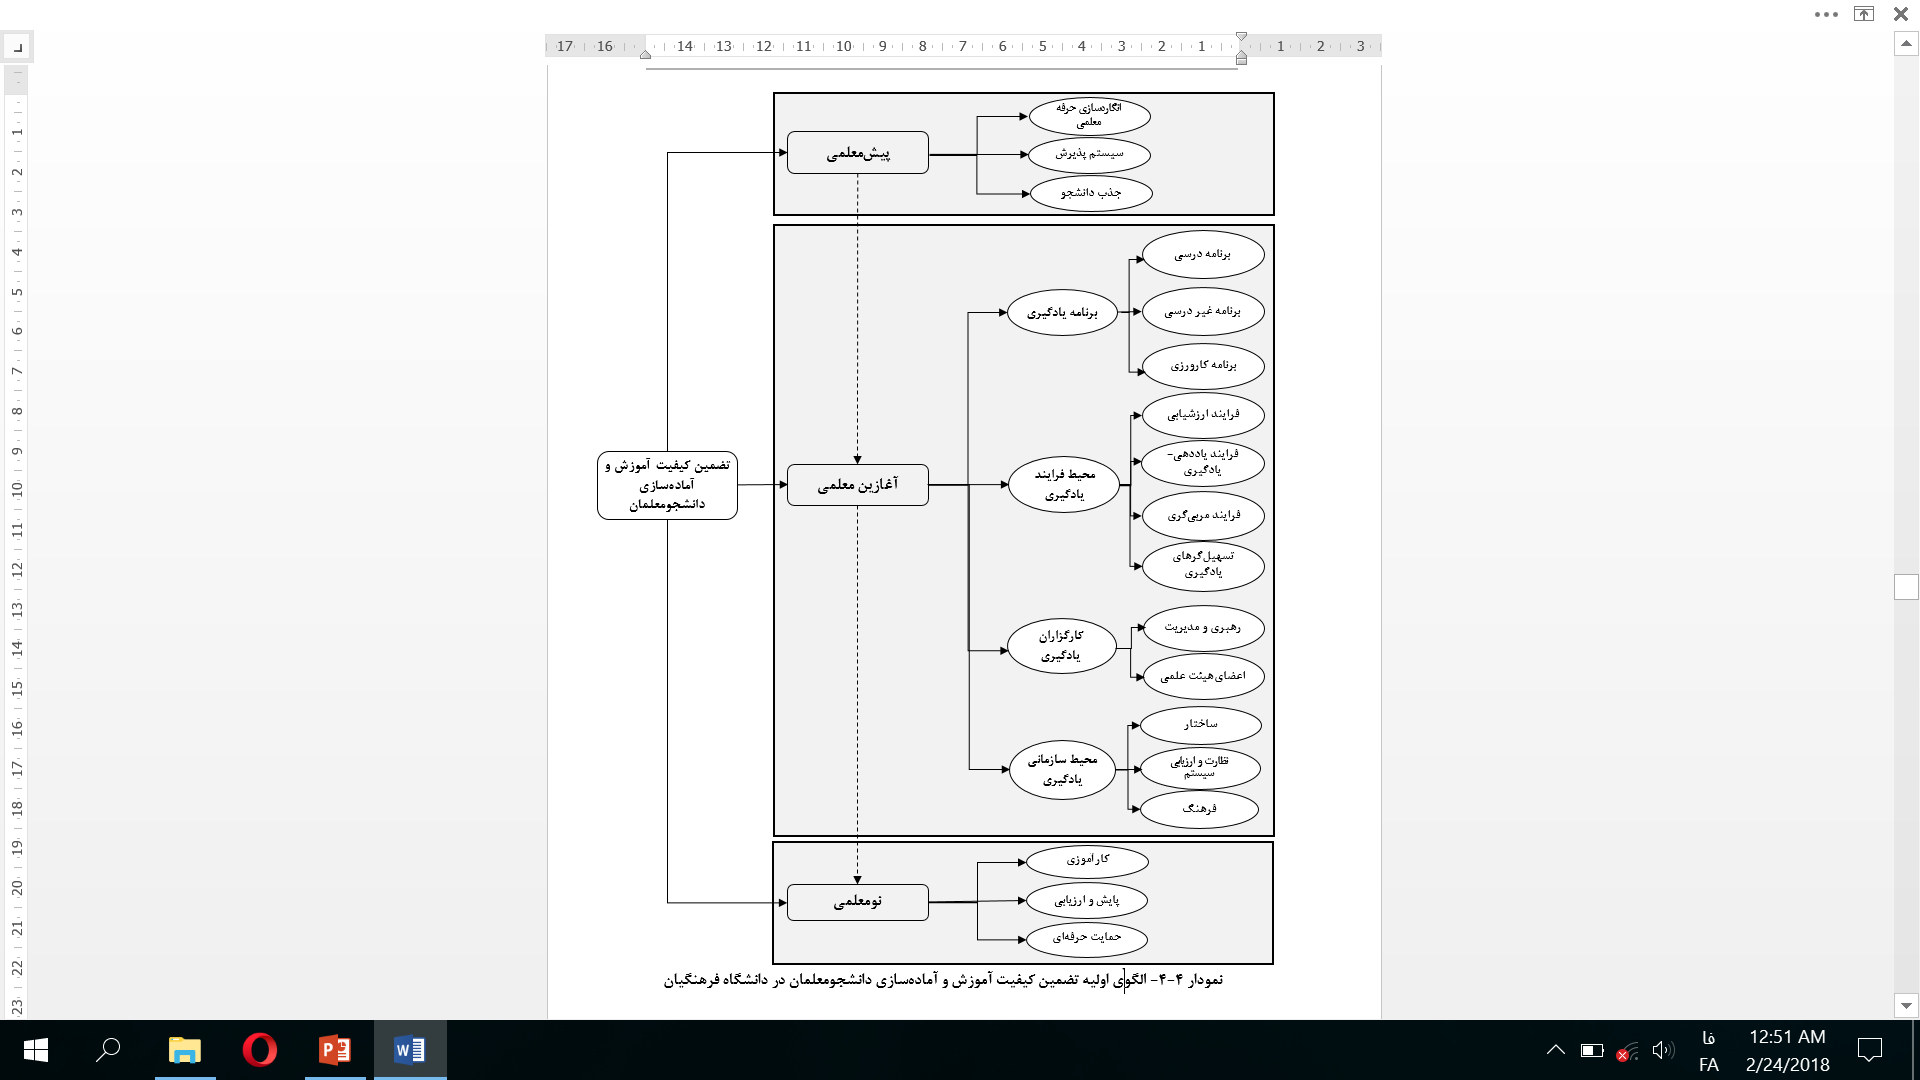 17 16 14 13 12 11 10 9 8 7 6 5 4 3 2 1 1 2 3
1
2
3
4
5
6
7
8
9
10
11
12
13
14
15
16
17
18
19
20
21
22
23
انگاره‌سازی حرفه
معلمی
پیش‌معلمی
سیستم پذیرش
جذب دانشجو
برنامه درسی
برنامه یادگیری
برنامه غیر درسی
برنامه کارورزی
فرایند ارزشیابی
تضمین کیفیت آموزش و
آماده‌سازی
دانشجومعلمان
آغازین معلمی
محیط فرایند
یادگیری
فرایند یاددهی-
یادگیری
فرایند مربی‌گری
تسهیل‌گرهای
یادگیری
کارگزاران
یادگیری
رهبری و مدیریت
اعضای‌هیئت علمی
محیط سازمانی
یادگیری
ساختار
نظارت و ارزیابی
سیستم
فرهنگ
نومعلمی
کارآموزی
پایش و ارزیابی
حمایت حرفه‌ای
نمودار ۴-۴- الگوی اولیه تضمین کیفیت آموزش و آماده‌سازی دانشجومعلمان در دانشگاه فرهنگیان
فا
FA
12:51 AM
2/24/2018